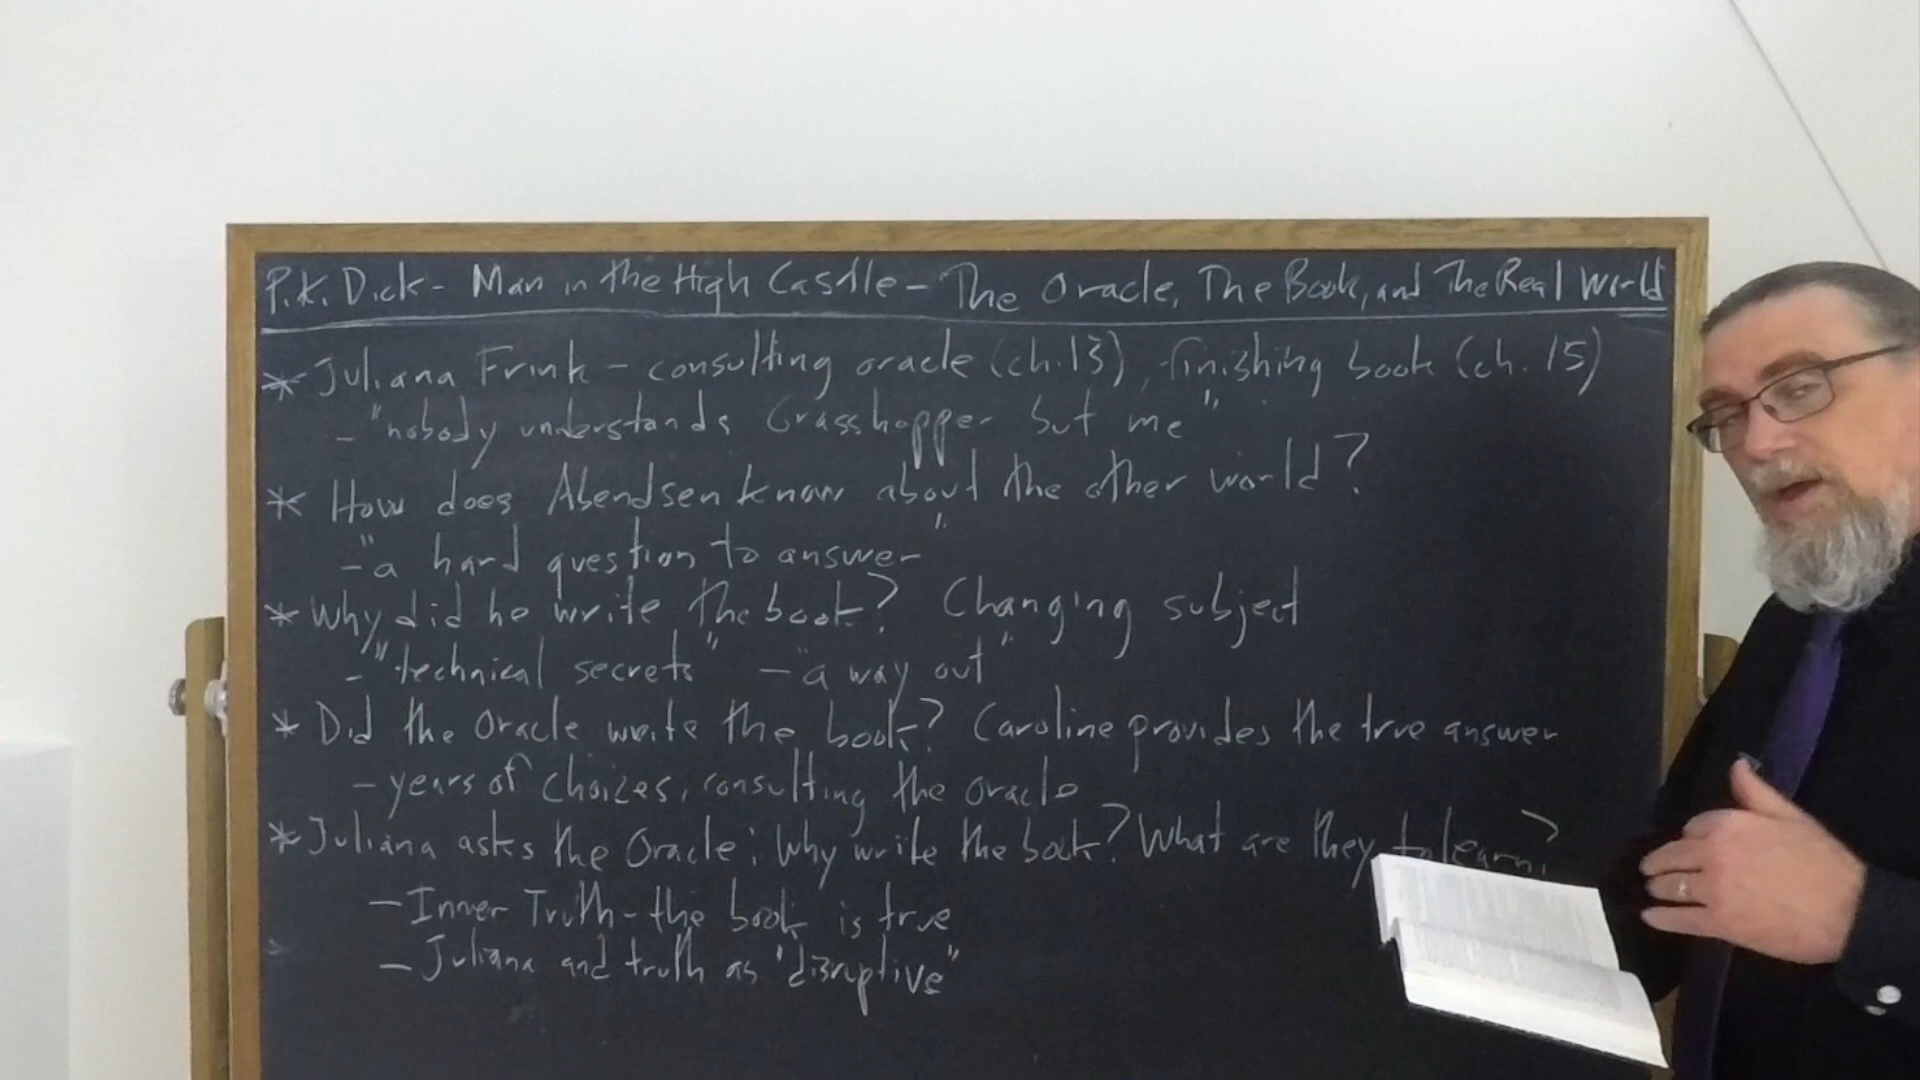 P.K. Dick - Man in the High Castle - The Oracle, The Book, and The Real World
* Juliana Frink - consulting oracle (ch. 13), finishing book (ch. 15)
- "nobody understands Grasshopper but me"
* How does Abendsen know about the other world?
- "a hard question to answer"
* Why did he write the book? Changing subject
- "technical secrets" - "a way out"
* Did the Oracle write the book? Caroline provides the true answer
- years of choices, consulting the oracle
* Juliana asks the Oracle: Why write the book? What are they to learn?
- Inner Truth - the book is true
- Juliana and truth as "disruptive"